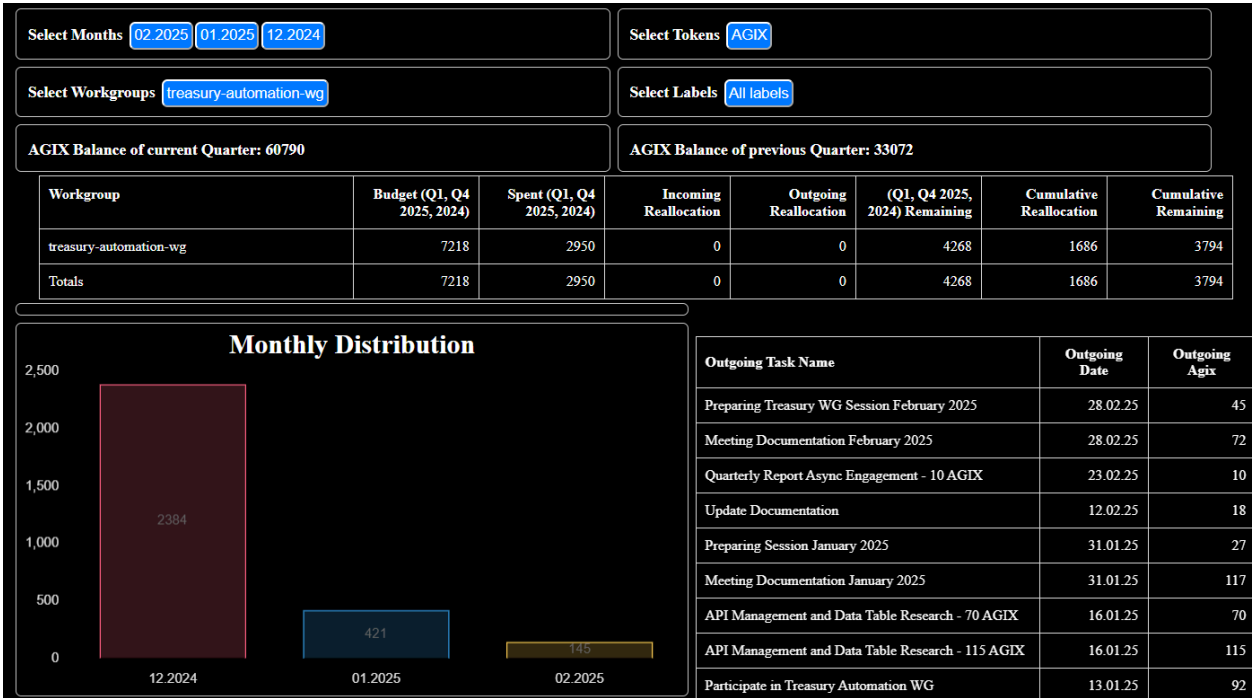 Select Months 02.2025 01.2025 12.2024
Select Tokens AGIX
Select Workgroups treasury-automation-wg
Select Labels All labels
AGIX Balance of current Quarter: 60790
AGIX Balance of previous Quarter: 33072
Workgroup
Budget (Q1, Q4
2025, 2024)
Spent (Q1, Q4
2025, 2024)
Incoming
Reallocation
Outgoing
Reallocation
(Q1, Q4 2025,
2024) Remaining
Cumulative
Reallocation
Cumulative
Remaining
treasury-automation-wg 7218 2950 0 0 4268 1686 3794
Totals 7218 2950 0 0 4268 1686 3794
Monthly Distribution
2,500
2,000
1,500
1,000
500
0
2384
421
145
12.2024 01.2025 02.2025
Outgoing Task Name
Outgoing
Date
Outgoing
Agix
Preparing Treasury WG Session February 2025 28.02.25 45
Meeting Documentation February 2025 28.02.25 72
Quarterly Report Async Engagement - 10 AGIX 23.02.25 10
Update Documentation 12.02.25 18
Preparing Session January 2025 31.01.25 27
Meeting Documentation January 2025 31.01.25 117
API Management and Data Table Research - 70 AGIX 16.01.25 70
API Management and Data Table Research - 115 AGIX 16.01.25 115
Participate in Treasury Automation WG 13.01.25 92